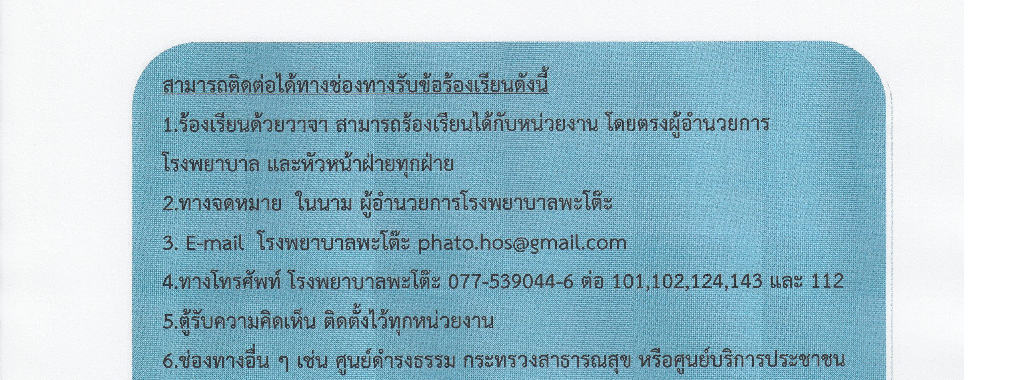 สามารถติดต่อได้ทางช่องทางรับข้อร้องเรียนดังนี้
1.ร้องเรียนด้วยวาจา สามารถร้องเรียนได้กับหน่วยงาน โดยตรงผู้อำนวยการ
โรงพยาบาล และหัวหน้าฝ่ายทุกฝ่าย
2.ทางจดหมาย ในนาม ผู้อำนวยการโรงพยาบาลพะโต๊ะ
3. E-mail โรงพยาบาลพะโต๊ะ phato.hos@gmail.com
4.ทางโทรศัพท์ โรงพยาบาลพะโต๊ะ 077-539044-6 ต่อ 101,102,124,143 และ 112
5.ตู้รับความคิดเห็น ติดตั้งไว้ทุกหน่วยงาน
6.ช่องทางอื่น ๆ เช่น ศูนย์ดำรงธรรม กระทรวงสาธารณสุข หรือศูนย์บริการประชาชน